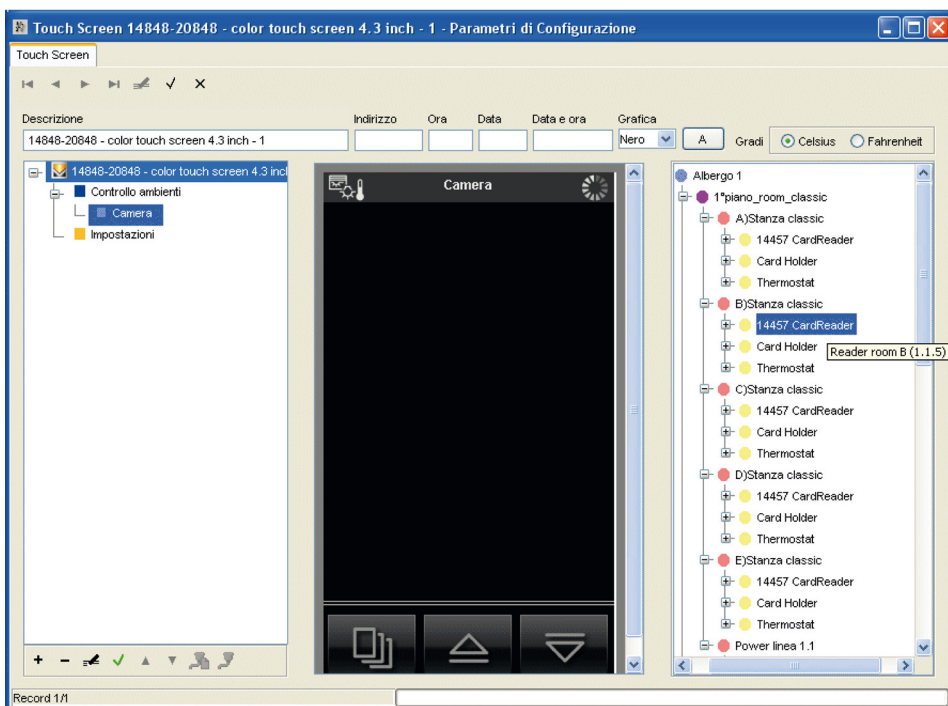 Touch Screen 14848-20848 - color touch screen 4.3 inch - 1 - Parametri di Configurazione
Touch Screen
Descrizione Indirizzo Ora Data Data e ora Grafica
14848-20848 - color touch screen 4.3 inch - 1 Nero A Gradi Celsius Fahrenheit
14848-20848 - color touch screen 4.3 incl
Controllo ambienti
Camera
Impostazioni
Camera
Albergo 1
1°piano_room_classic
A)Stanza classic
14457 CardReader
Card Holder
Thermostat
B)Stanza classic
14457 CardReader
Card Holder
Reader room B (1.1.5)
Thermostat
C)Stanza classic
14457 CardReader
Card Holder
Thermostat
D)Stanza classic
14457 CardReader
Card Holder
Thermostat
E)Stanza classic
14457 CardReader
Card Holder
Thermostat
Power linea 1.1
Record 1/1